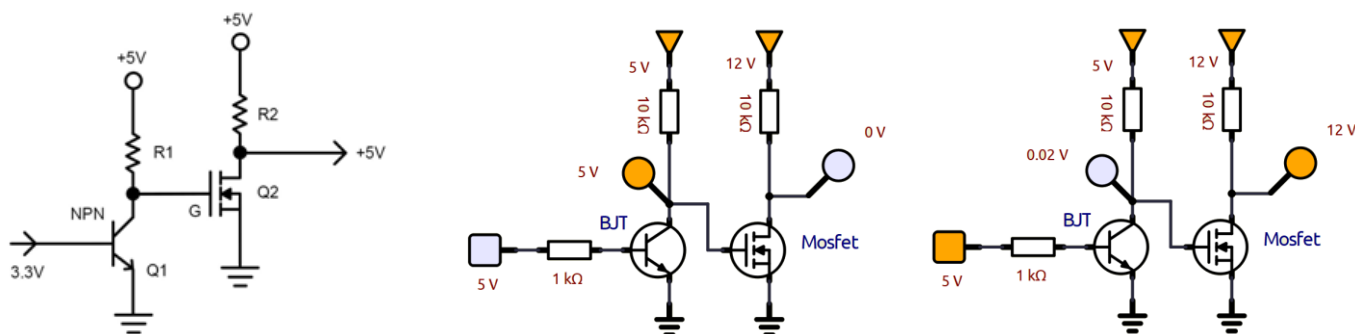 +5V
+5V
R2
R1
+5V
NPN
G
Q2
3.3V
Q1
5 V
12 V
10 kΩ
10 kΩ
0 V
5 V
BJT
Mosfet
5 V
1 kΩ
5 V
12 V
10 kΩ
10 kΩ
12 V
0.02 V
BJT
Mosfet
5 V
1 kΩ